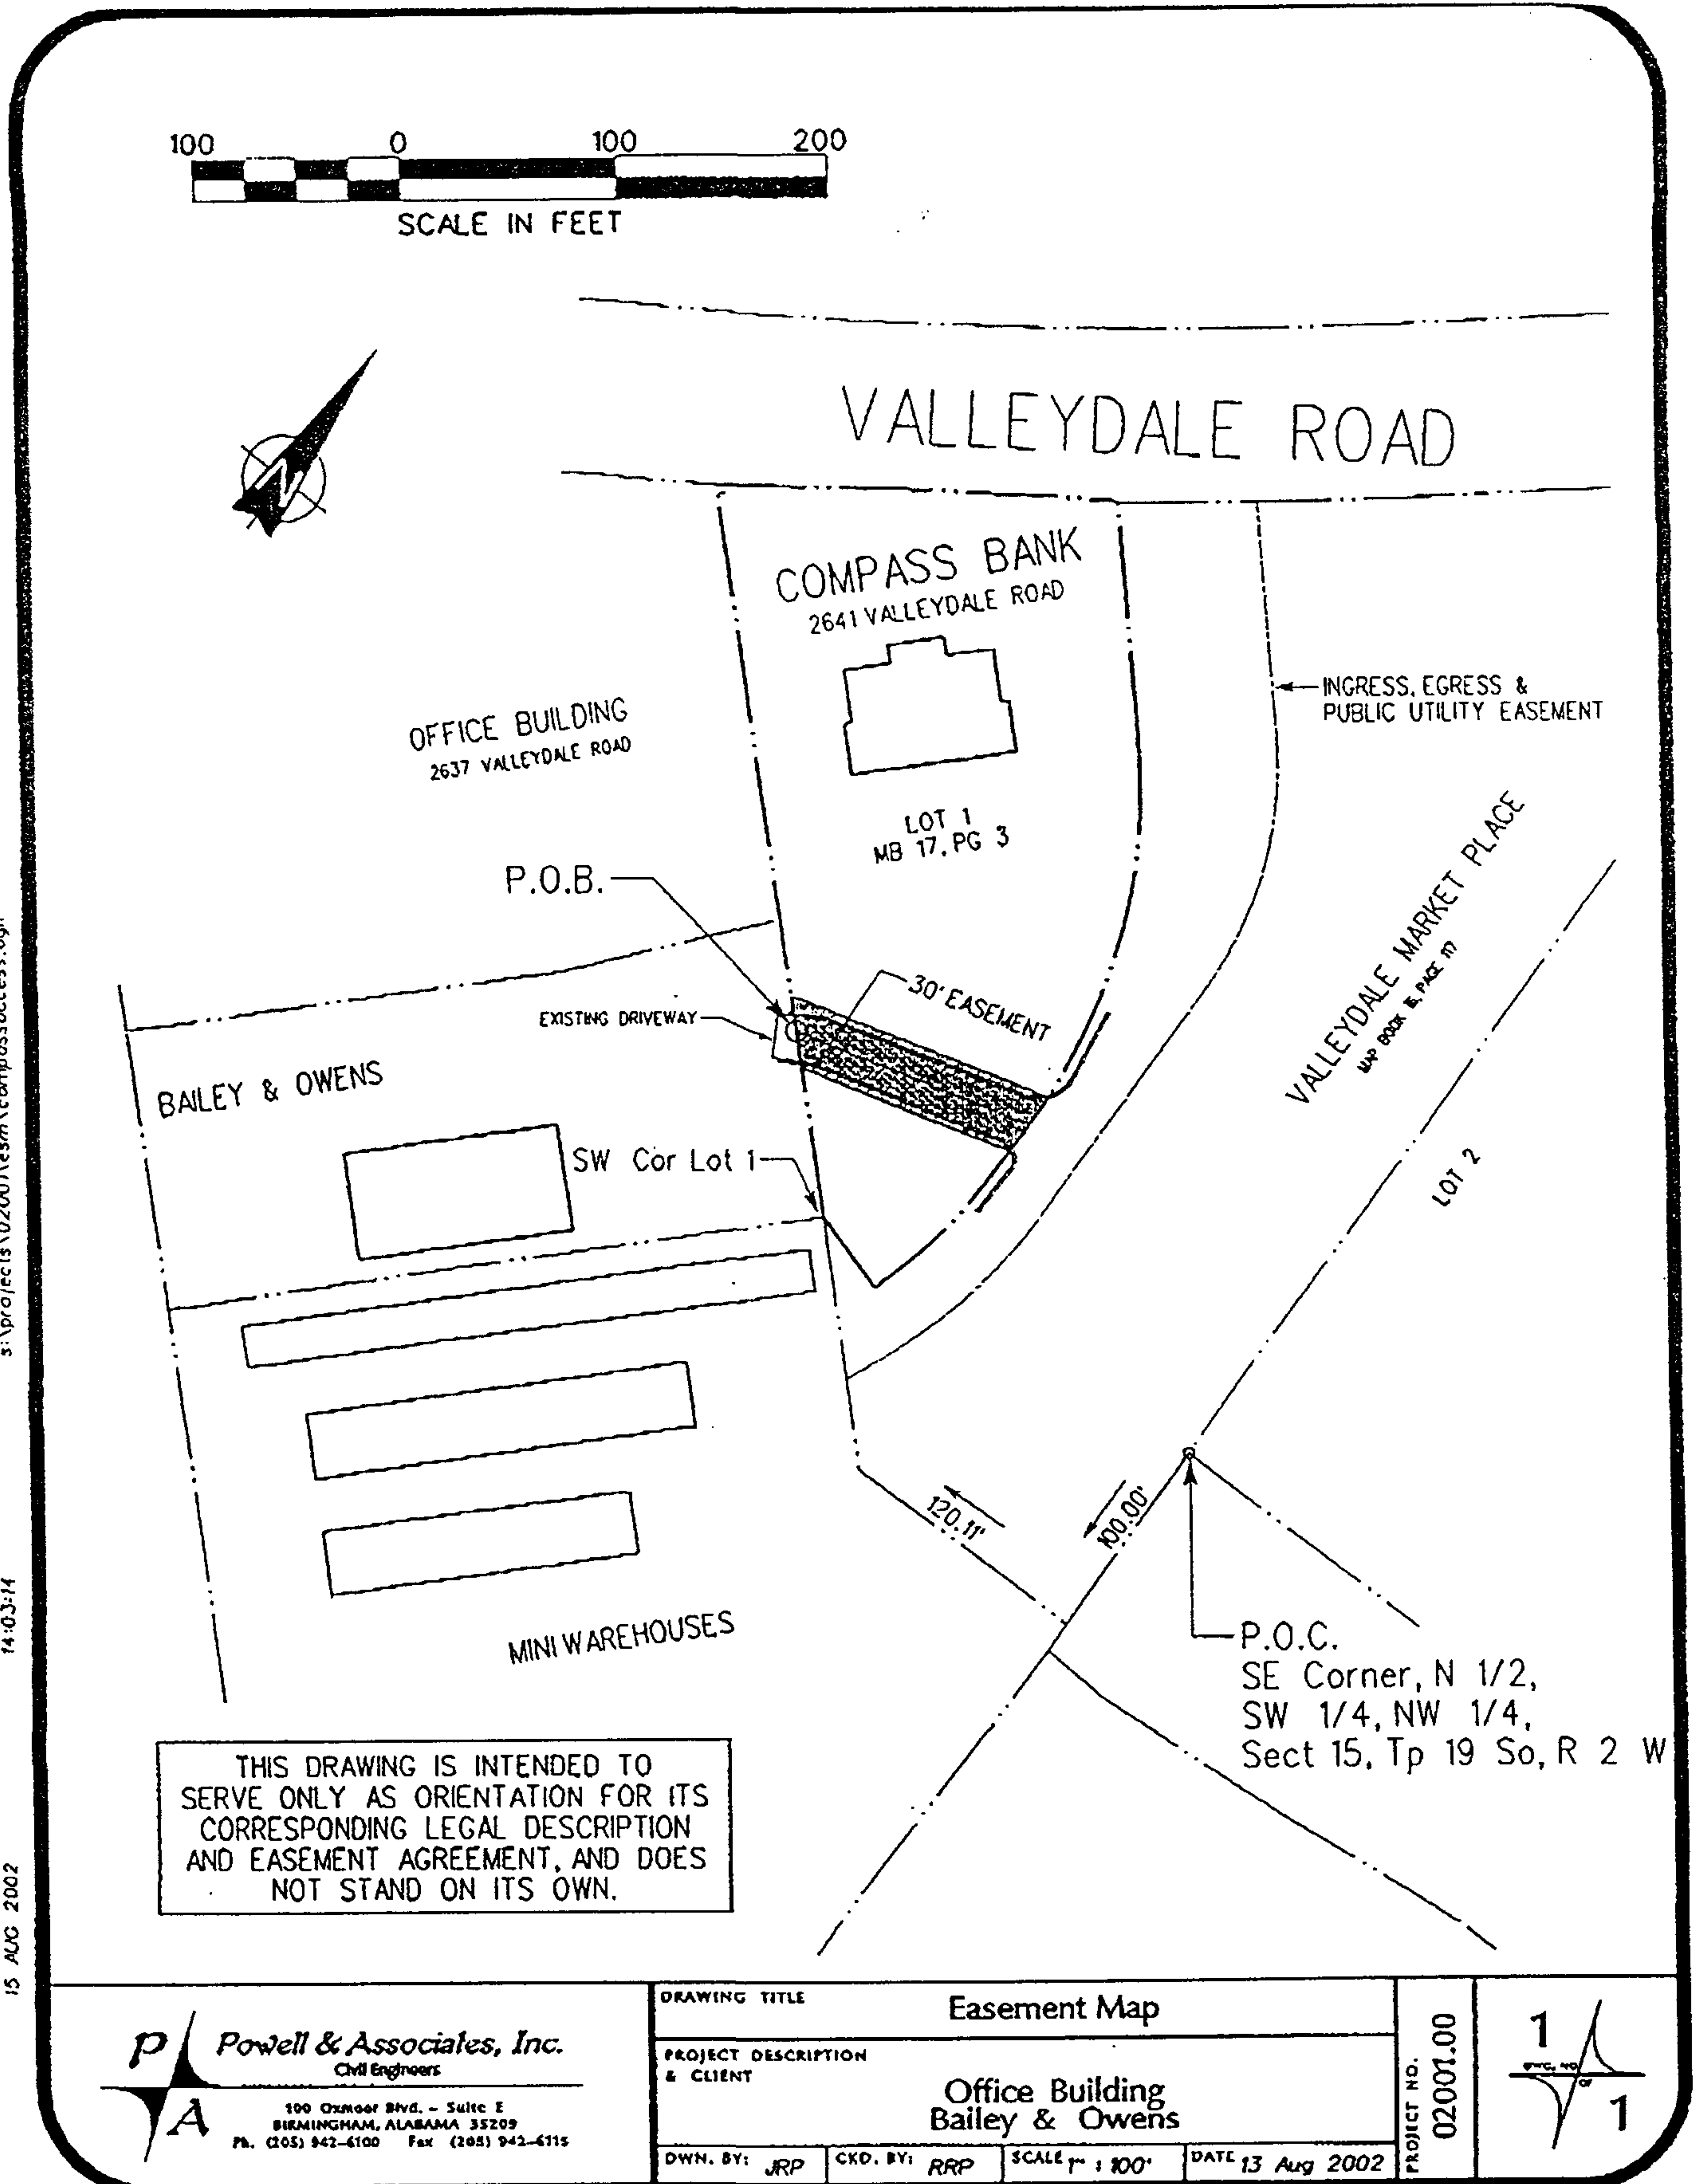 100 0 100 200
SCALE IN FEET
VALLEYDALE ROAD
N
COMPASS BANK
2641 VALLEYDALE ROAD
INGRESS, EGRESS &
PUBLIC UTILITY EASEMENT
OFFICE BUILDING
2637 VALLEYDALE ROAD
LOT 1
MB 17, PG 3
P.O.B.
VALLEYDALE MARKET PLACE
MAP BOOK PAGE
30' EASEMENT
EXISTING DRIVEWAY
BAILEY & OWENS
SW Cor Lot 1
LOT 2
120.11'
100.00'
MINI WAREHOUSES
P.O.C.
SE Corner, N 1/2,
SW 1/4, NW 1/4,
Sect 15, Tp 19 So, R 2 W
THIS DRAWING IS INTENDED TO
SERVE ONLY AS ORIENTATION FOR ITS
CORRESPONDING LEGAL DESCRIPTION
AND EASEMENT AGREEMENT, AND DOES
NOT STAND ON ITS OWN.
14:03:14
15 AUG 2002
P A
Powell & Associates, Inc.
Civil Engineers
100 Oxmoor Blvd. - Suite E
BIRMINGHAM, ALABAMA 35209
Ph. (205) 942-6100 Fax (205) 942-6115
DRAWING TITLE
Easement Map
PROJECT DESCRIPTION
& CLIENT
Office Building
Bailey & Owens
DWN. BY: JRP
CKD. BY: RRP
SCALE 1" : 100'
DATE 13 Aug 2002
PROJECT NO.
02001.00
1
DWG. NO.
OF
1